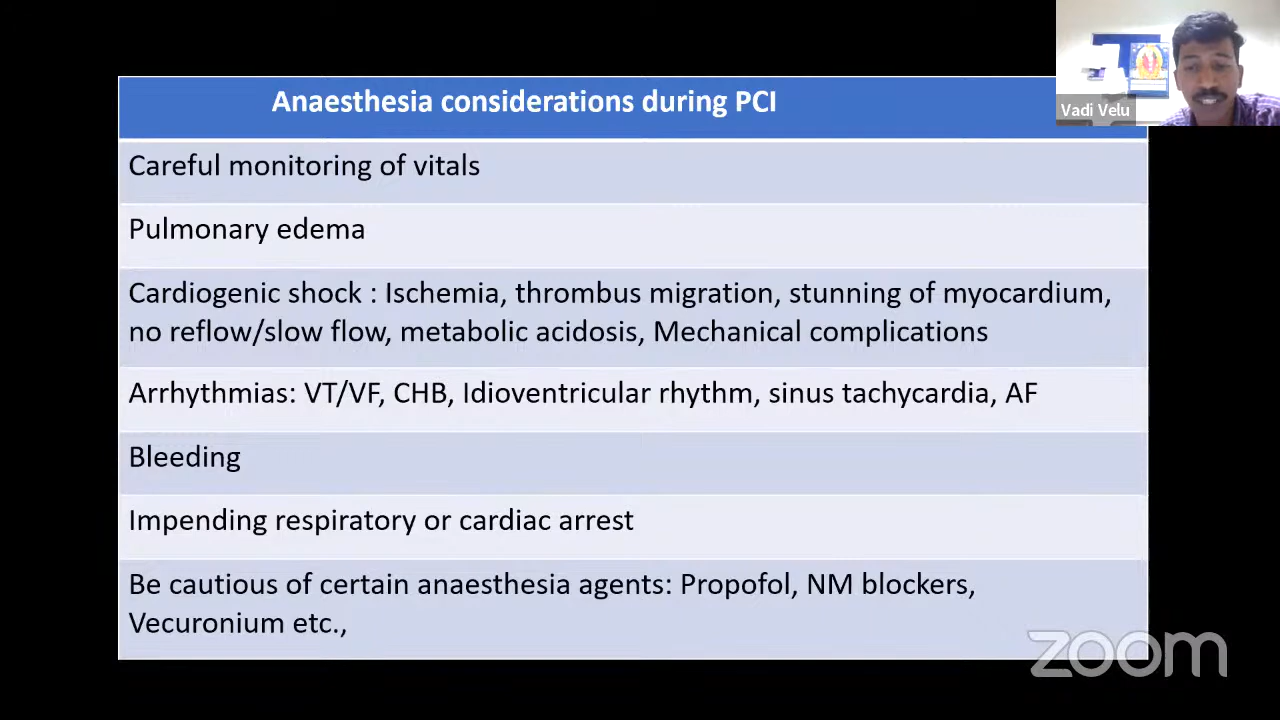 Anaesthesia considerations during PCI
Vadi Velu
Careful monitoring of vitals
Pulmonary edema
Cardiogenic shock : Ischemia, thrombus migration, stunning of myocardium,
no reflow/slow flow, metabolic acidosis, Mechanical complications
Arrhythmias: VT/VF, CHB, Idioventricular rhythm, sinus tachycardia, AF
Bleeding
Impending respiratory or cardiac arrest
Be cautious of certain anaesthesia agents: Propofol, NM blockers,
Vecuronium etc.,
zoom